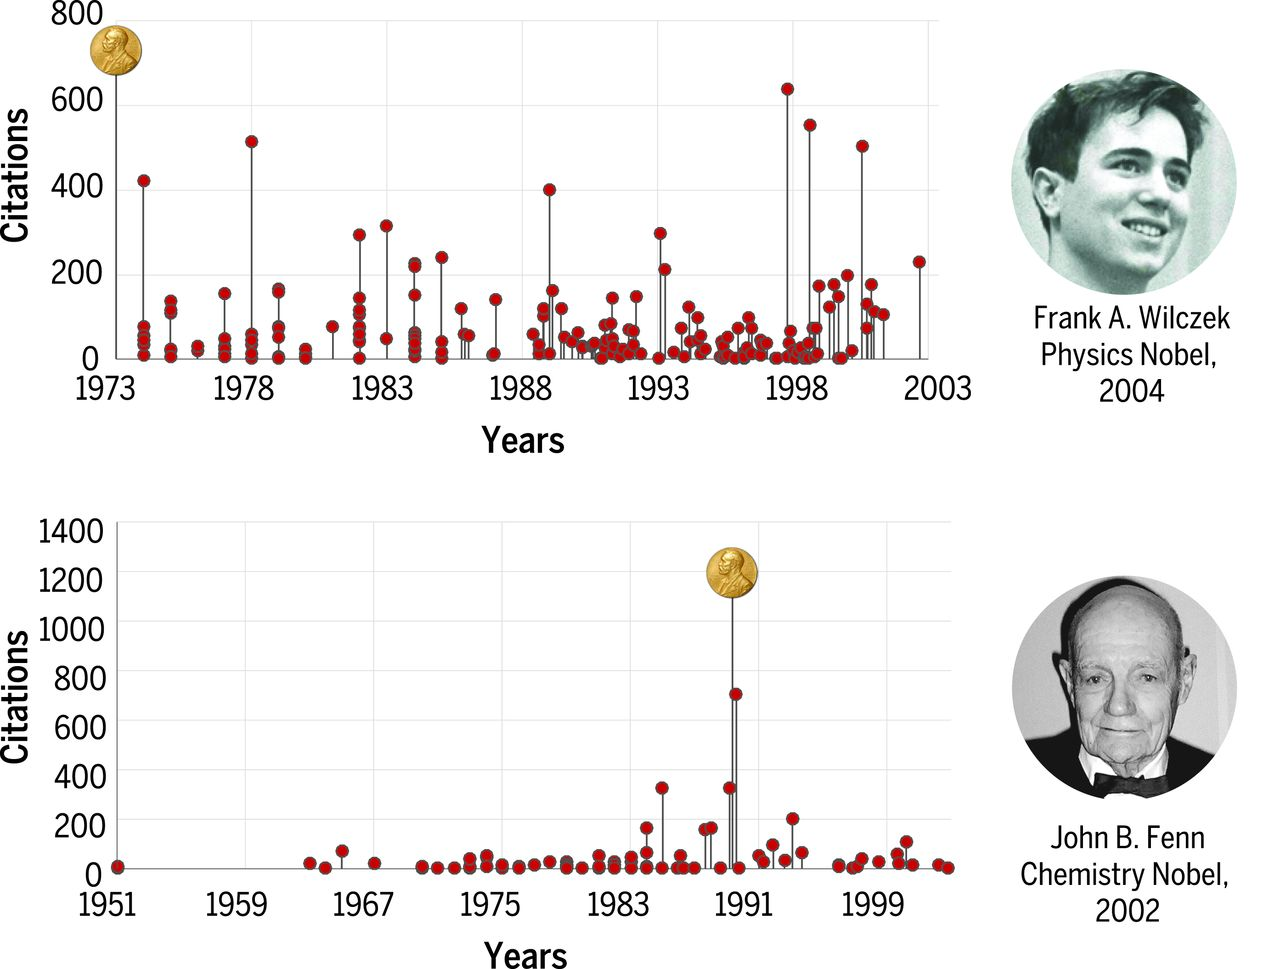 800
600
400
200
0
Citations
1973 1978 1983 1988 1993 1998 2003
Years
Frank A. Wilczek
Physics Nobel,
2004
1400
1200
1000
800
600
400
200
0
Citations
1951 1959 1967 1975 1983 1991 1999
Years
John B. Fenn
Chemistry Nobel,
2002